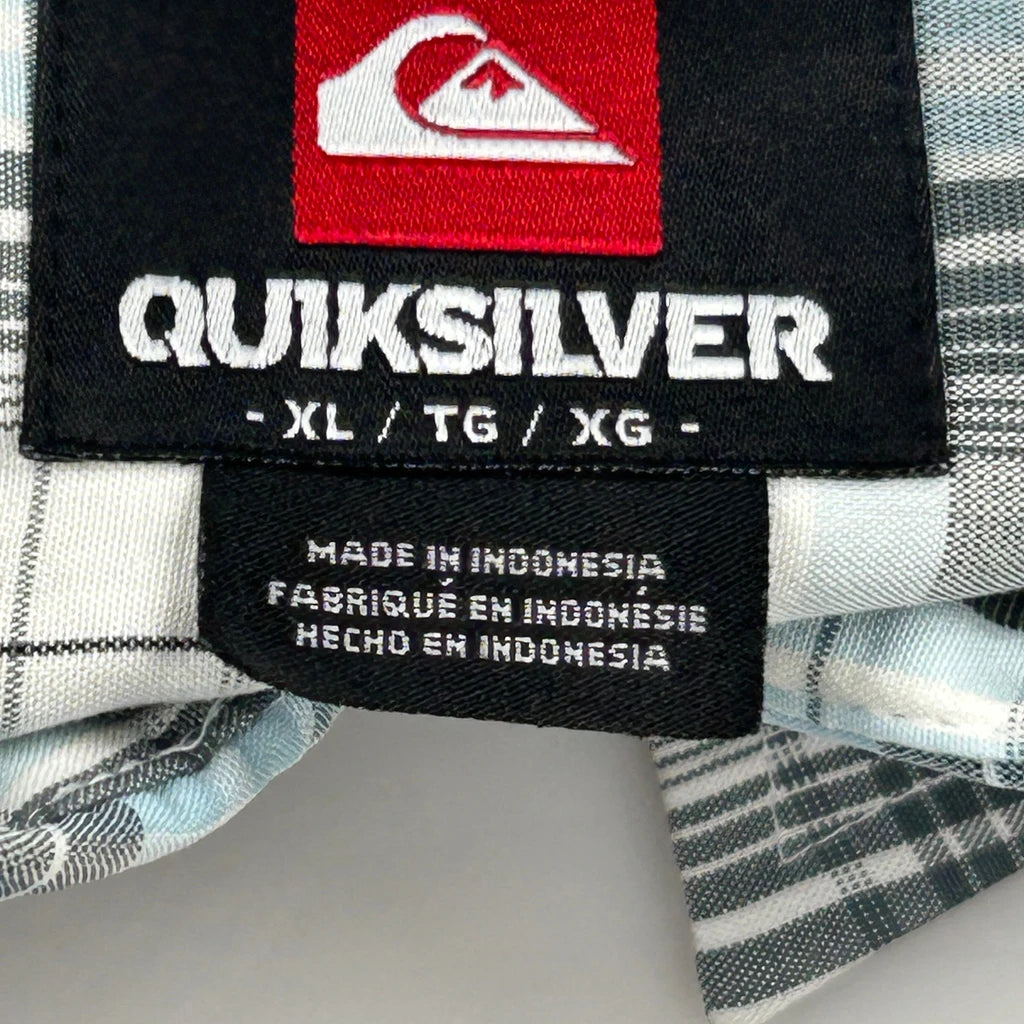 QUIKSILVER
- XL / TG / XG -
MADE IN INDONESIA
FABRIQUÉ EN INDONÉSIE
HECHO EN INDONESIA